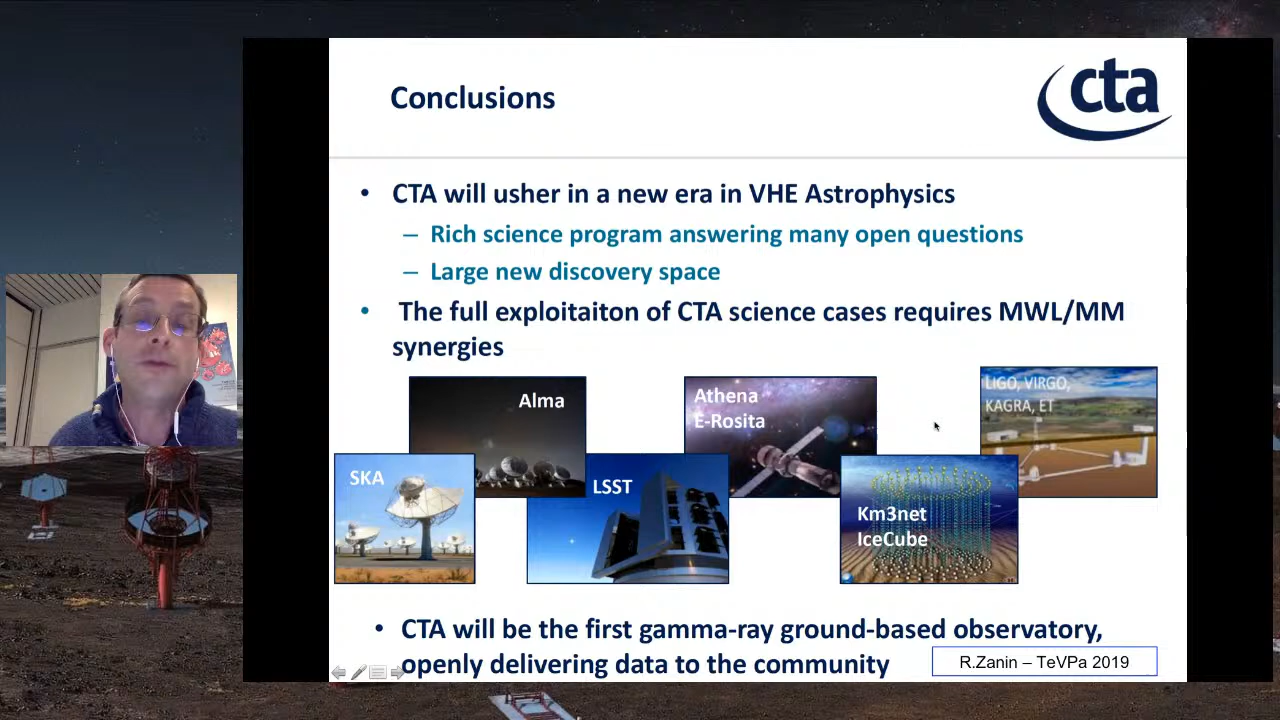 Conclusions
cta
• CTA will usher in a new era in VHE Astrophysics
– Rich science program answering many open questions
– Large new discovery space
• The full exploitaiton of CTA science cases requires MWL/MM
synergies
Alma
Athena
E-Rosita
LIGO, VIRGO,
KAGRA, ET
SKA
LSST
Km3net
IceCube
• CTA will be the first gamma-ray ground-based observatory,
openly delivering data to the community
R.Zanin – TeVPa 2019